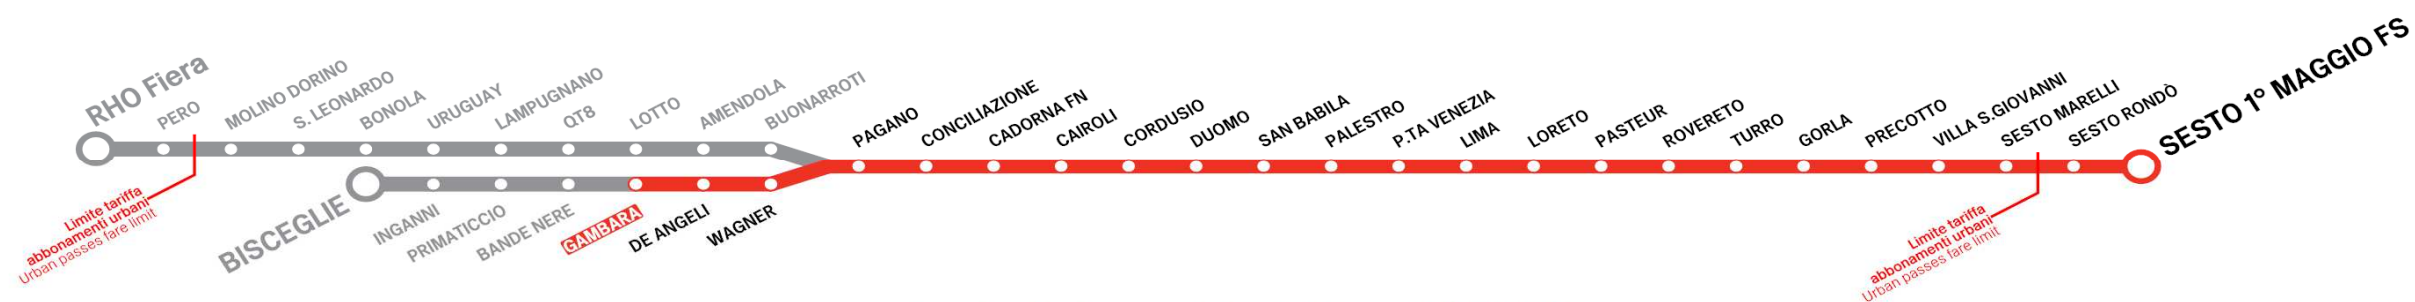 RHO Fiera
PERO
MOLINO DORINO
S. LEONARDO
BONOLA
URUGUAY
LAMPUGNANO
QT8
LOTTO
AMENDOLA
BUONARROTI
PAGANO
CONCILIAZIONE
CADORNA FN
CAIROLI
CORDUSIO
DUOMO
SAN BABILA
PALESTRO
P.TA VENEZIA
LIMA
LORETO
PASTEUR
ROVERETO
TURRO
GORLA
PRECOTTO
VILLA S.GIOVANNI
SESTO MARELLI
SESTO RONDÒ
SESTO 1° MAGGIO FS
Limite tariffa
abbonamenti urbani
Urban passes fare limit
BISCEGLIE
INGANNI
PRIMATICCIO
BANDE NERE
GAMBARA
DE ANGELI
WAGNER
Limite tariffa
abbonamenti urbani
Urban passes fare limit